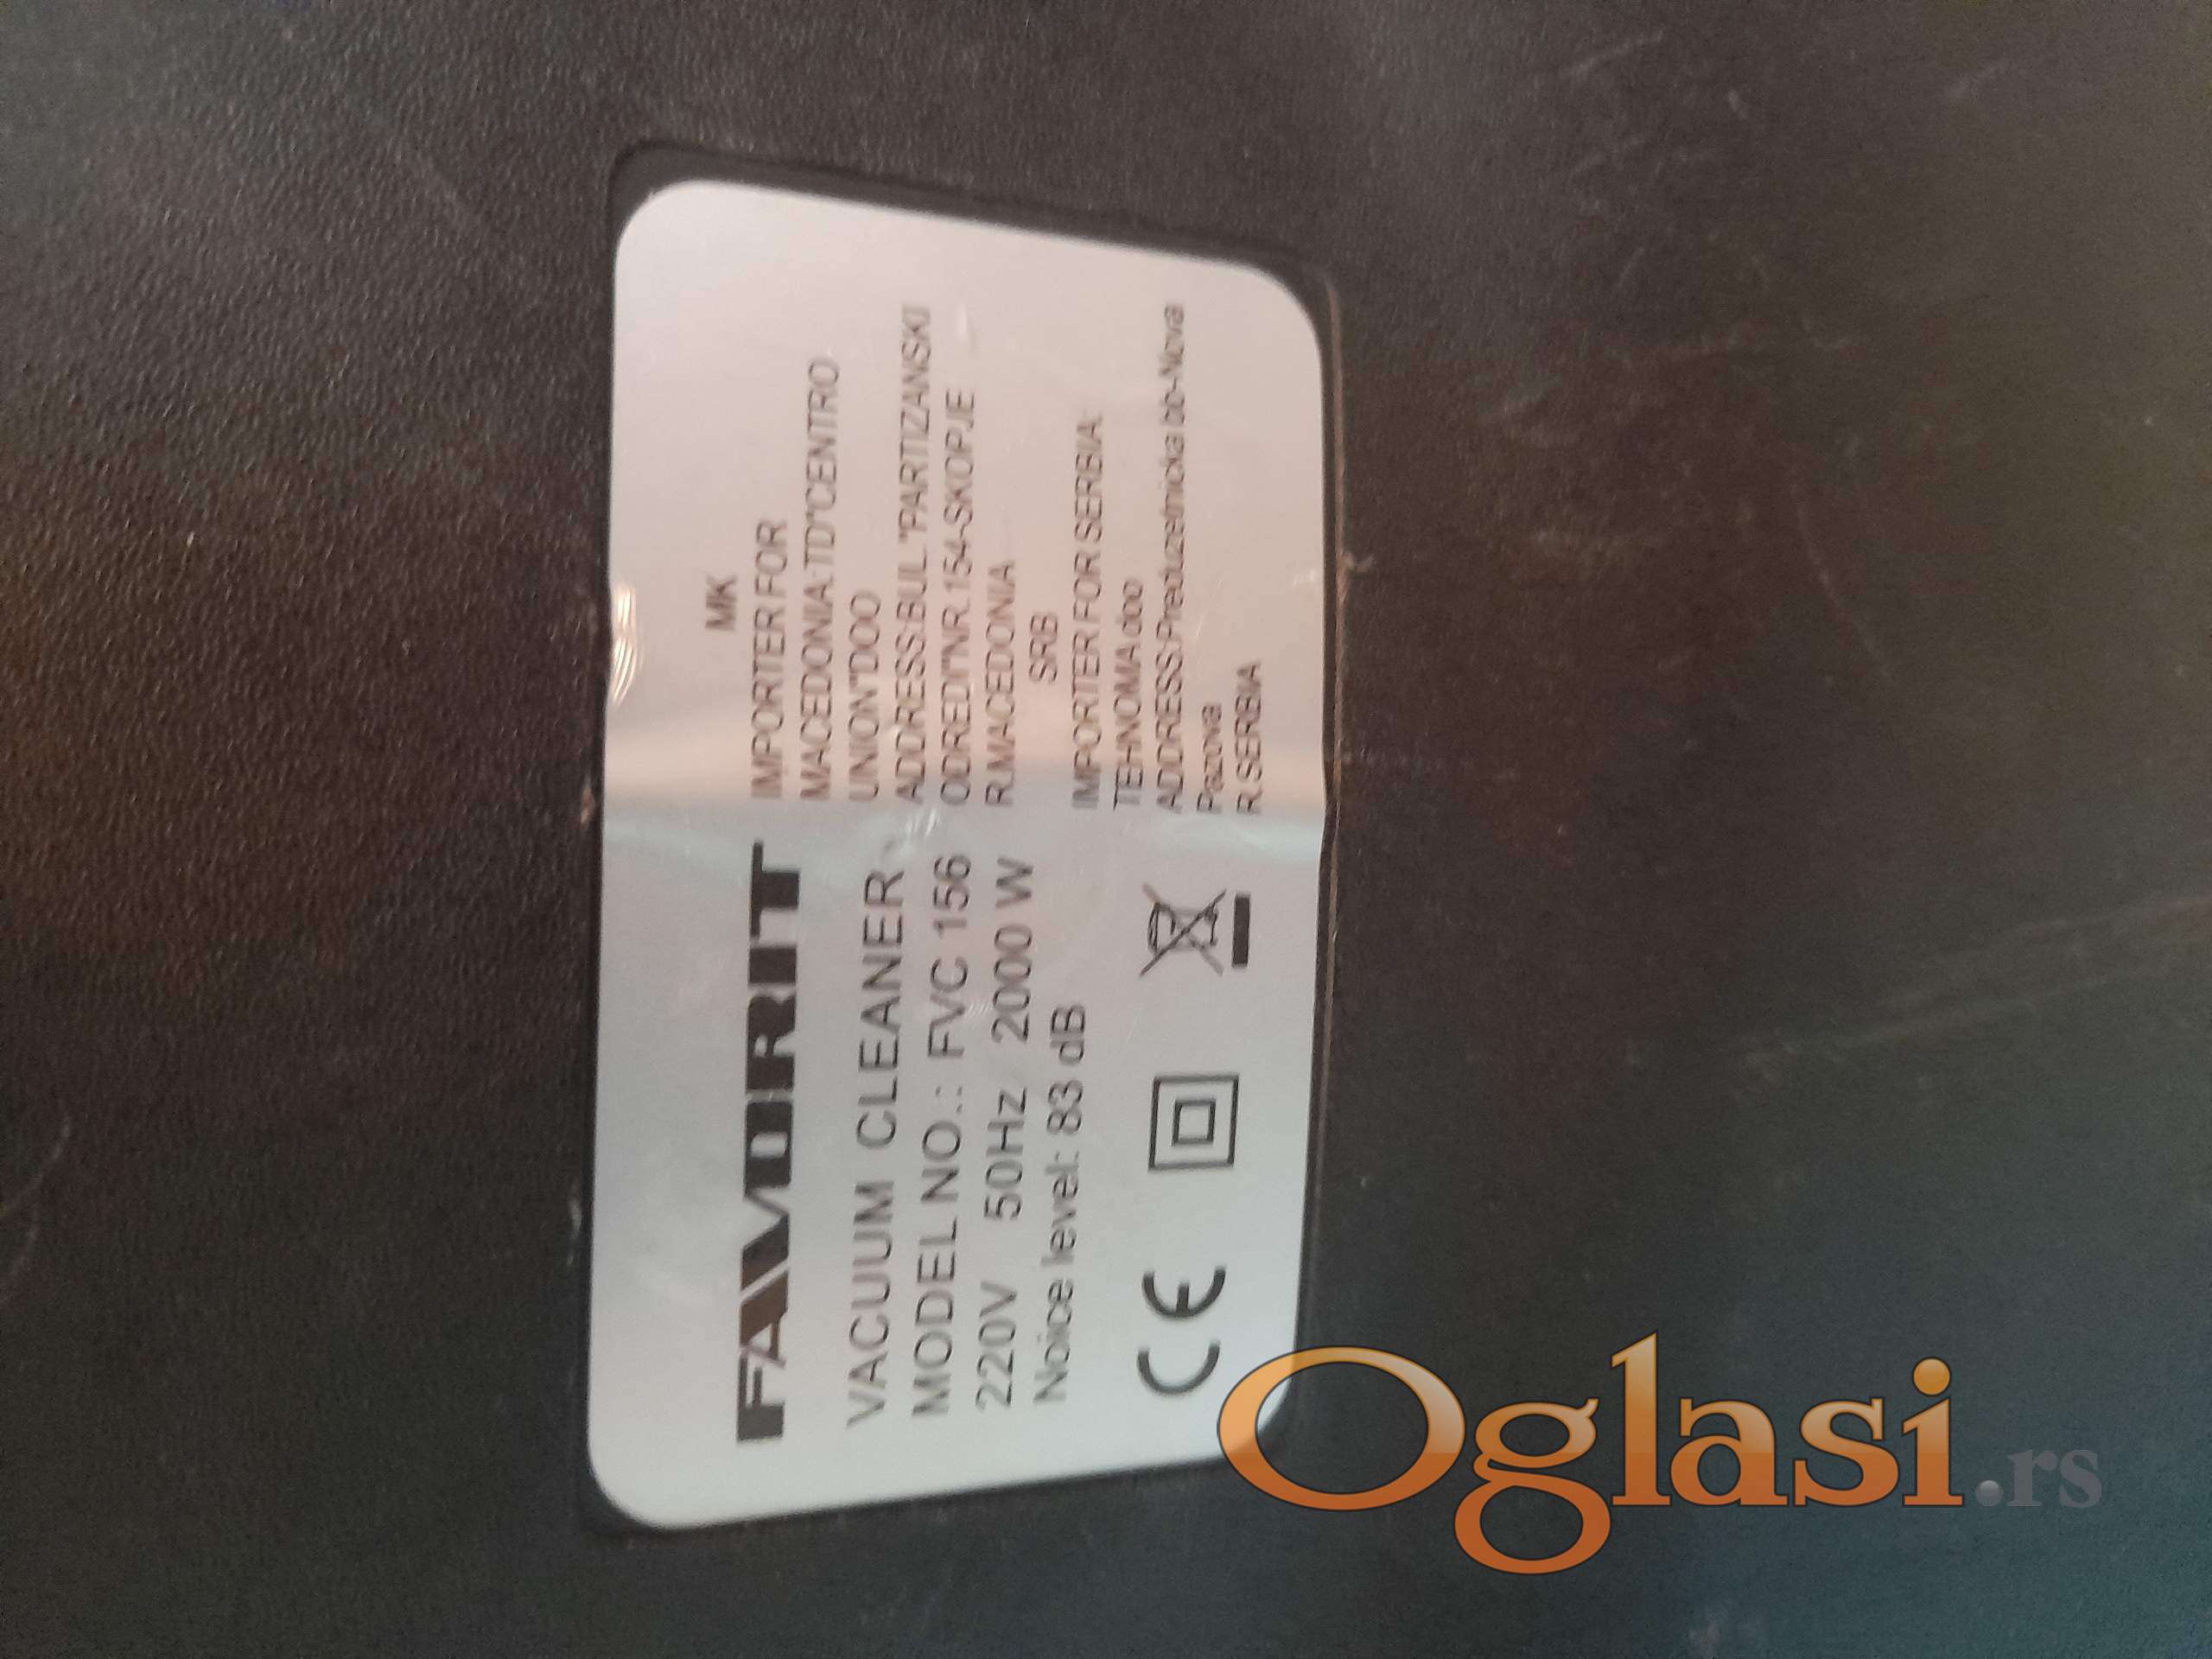 FAVORIT
VACUUM CLEANER
MODEL NO.: FVC 156
220V 50Hz 2000 W
Noice level: 83 dB
CE
MK
IMPORTER FOR
MACEDONIA:TD"CENTRO
UNION"DOO
ADDRESS:BUL."PARTIZANSKI
ODREDI"NR.154-SKOPJE
R.MACEDONIA
SRB
IMPORTER FOR SERBIA:
TEHNOMA doo
ADDRESS:Preduzetnicka bb-Nova
Pazova
R.SERBIA
Oglasi.rs